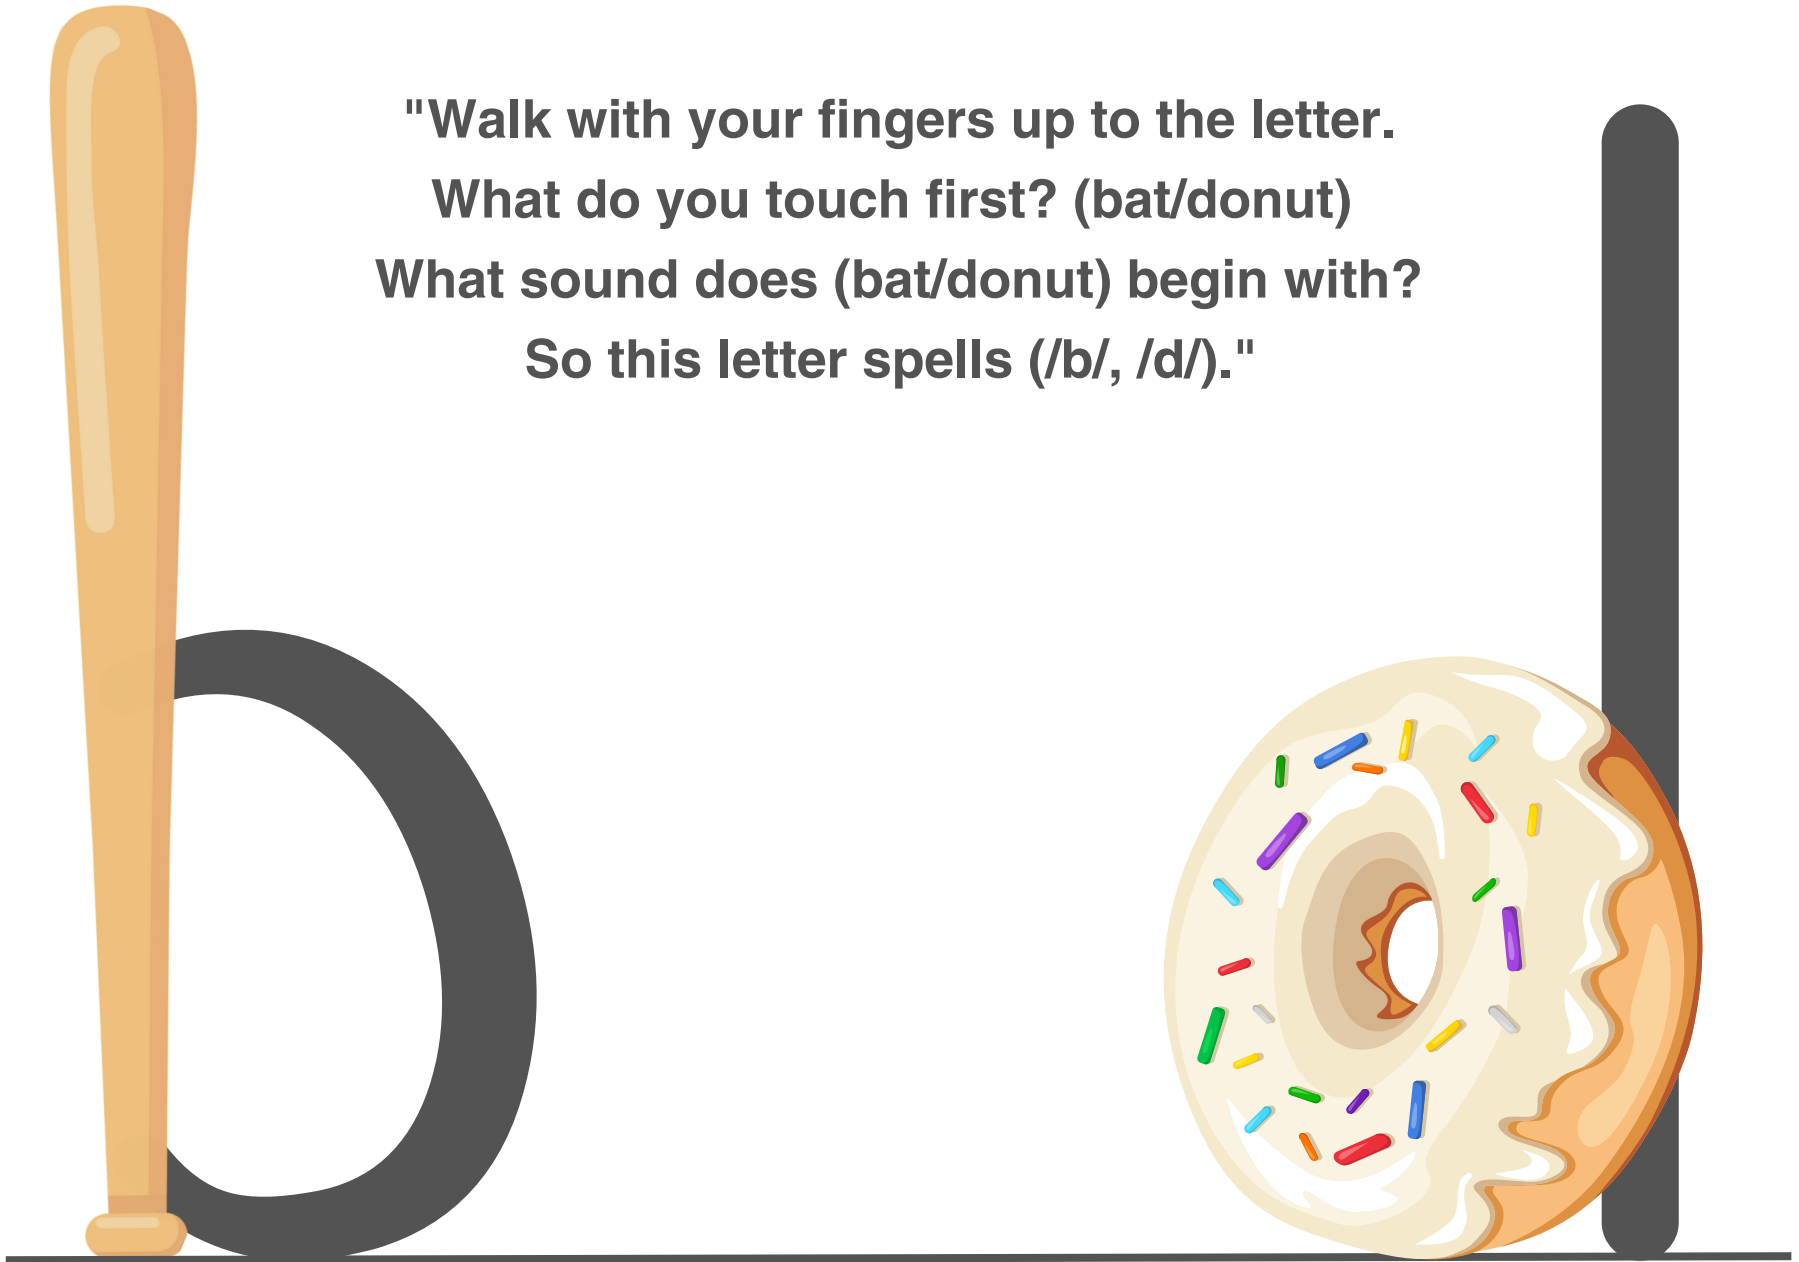 "Walk with your fingers up to the letter.
What do you touch first? (bat/donut)
What sound does (bat/donut) begin with?
So this letter spells (/b/, /d/)."
b d